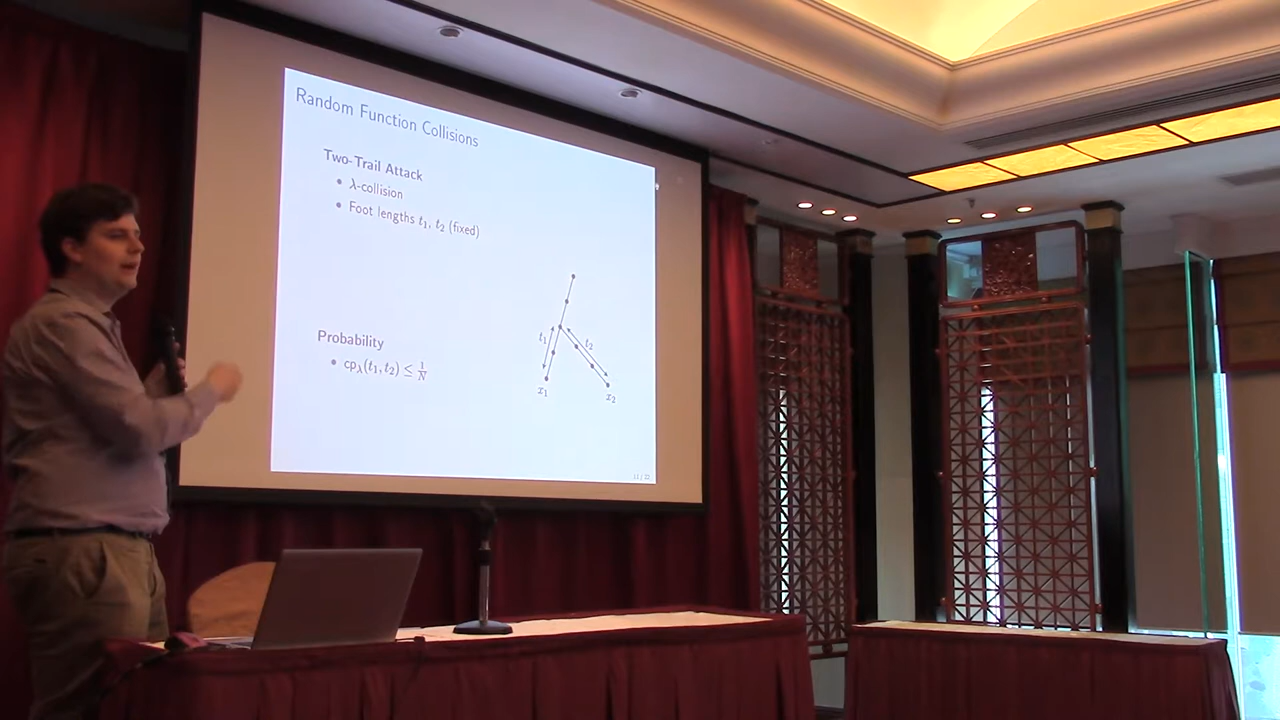 Random Function Collisions
Two-Trail Attack
• λ-collision
• Foot lengths t₁, t₂ (fixed)
t₁
t₂
Probability
• cp_λ(t₁, t₂) ≤ 1/N
x₁
x₂